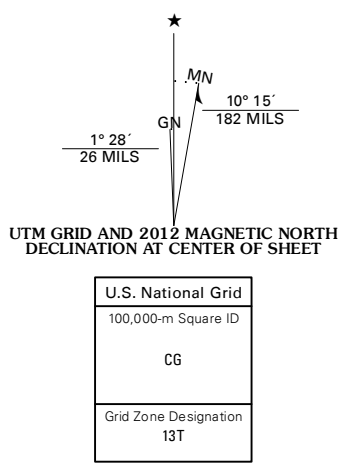 ★
MN
GN
10° 15´
182 MILS
1° 28´
26 MILS
UTM GRID AND 2012 MAGNETIC NORTH
DECLINATION AT CENTER OF SHEET
U.S. National Grid
100,000-m Square ID
CG
Grid Zone Designation
13T